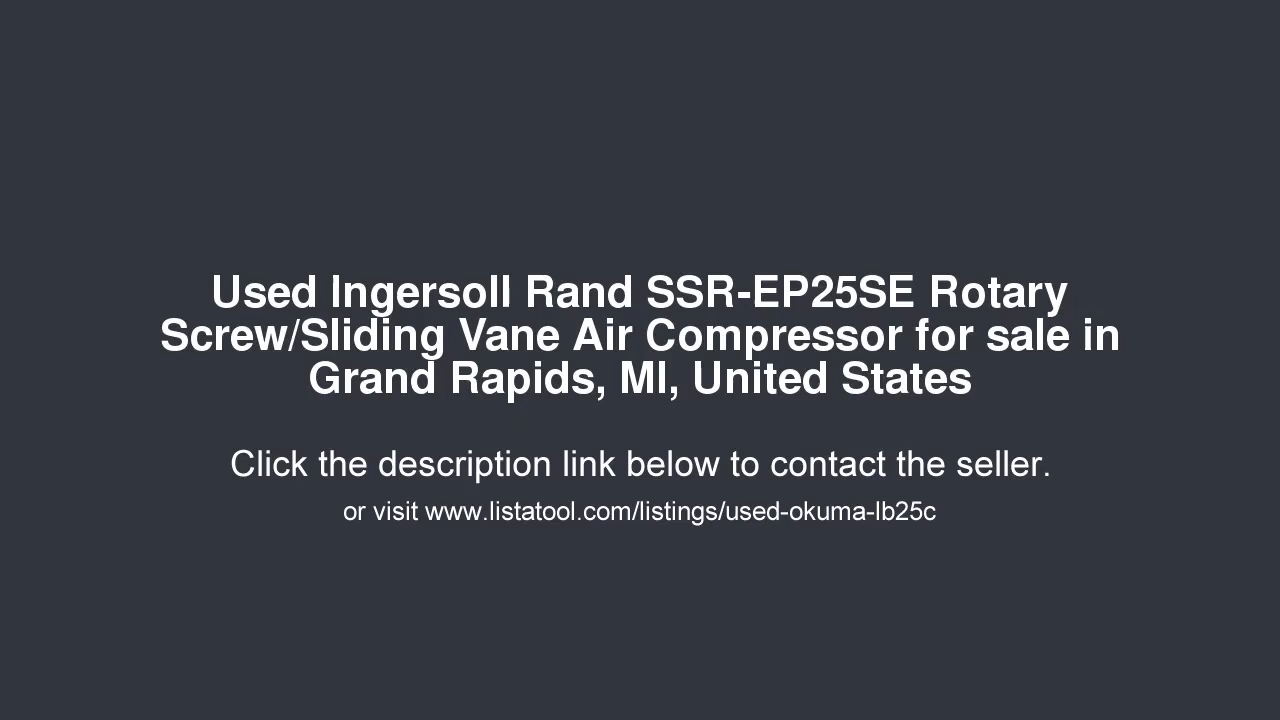 Used Ingersoll Rand SSR-EP25SE Rotary
Screw/Sliding Vane Air Compressor for sale in
Grand Rapids, MI, United States
Click the description link below to contact the seller.
or visit www.listatool.com/listings/used-okuma-lb25c